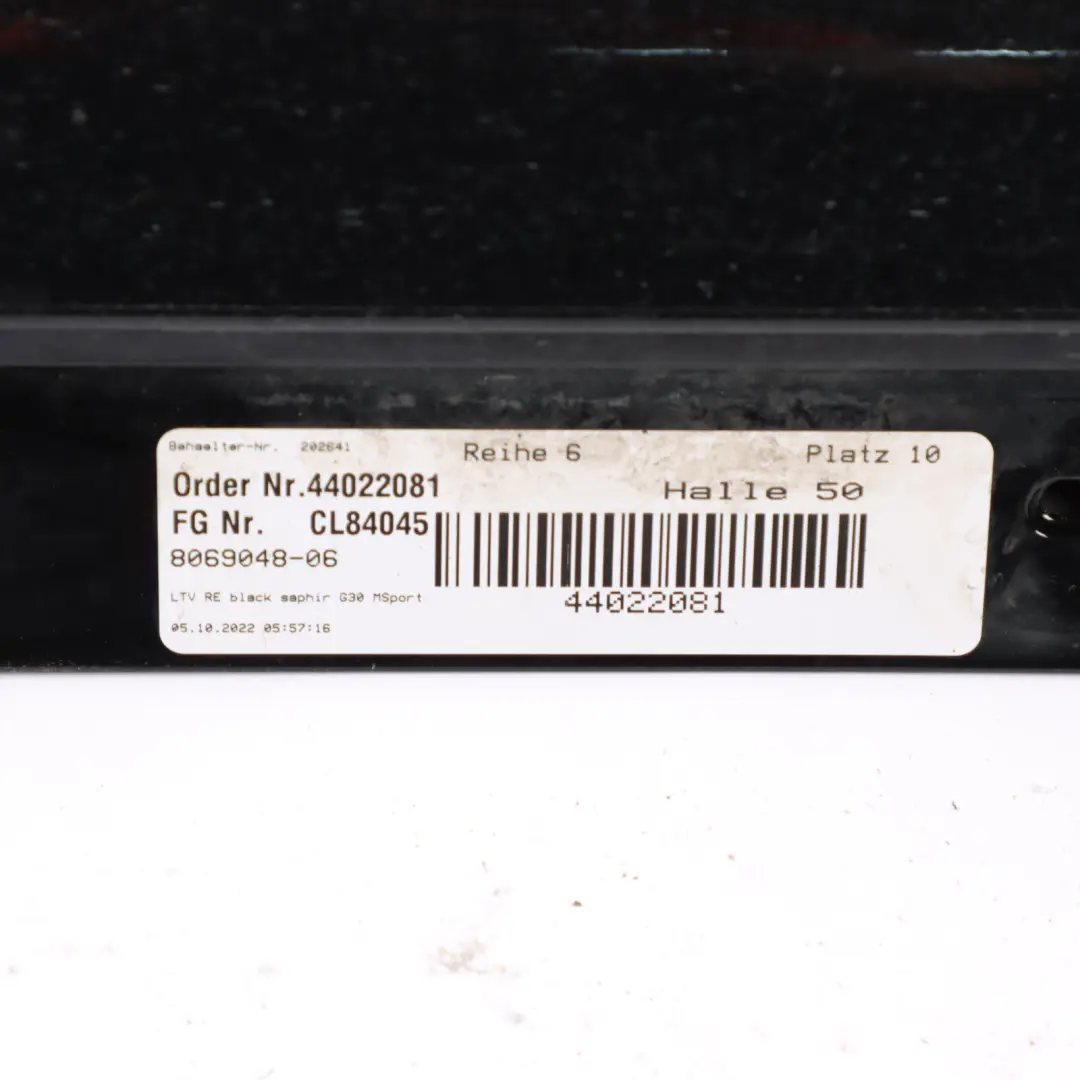 Behaelter-Nr. 202641 Reihe 6 Platz 10
Order Nr.44022081 Halle 50
FG Nr. CL84045
8069048-06
44022081
LTV RE black saphir G30 MSport
05.10.2022 05:57:16